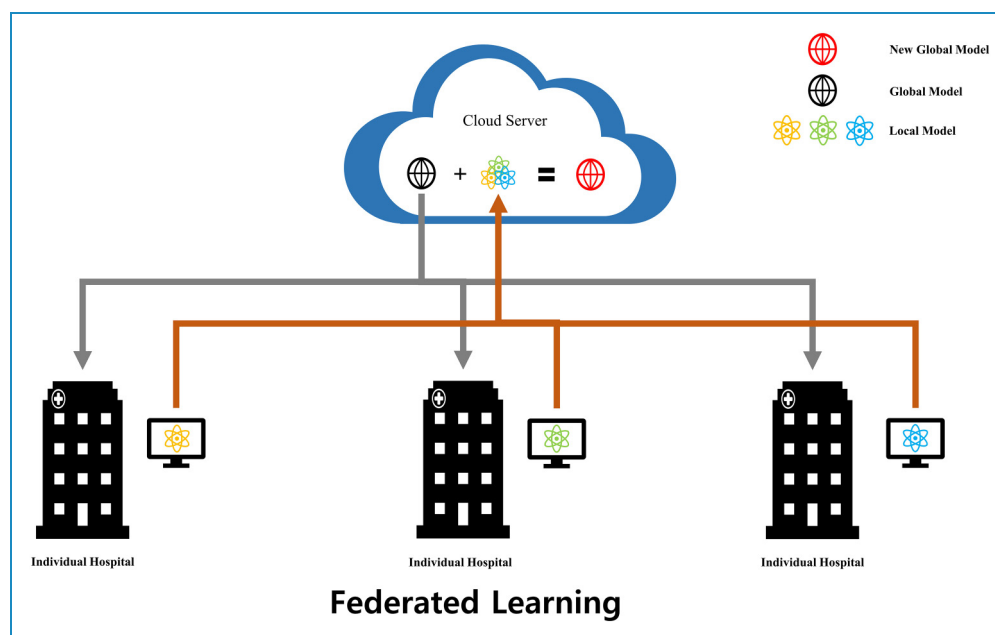 New Global Model
Global Model
Local Model
Cloud Server
+ =
Individual Hospital
Individual Hospital
Individual Hospital
Federated Learning